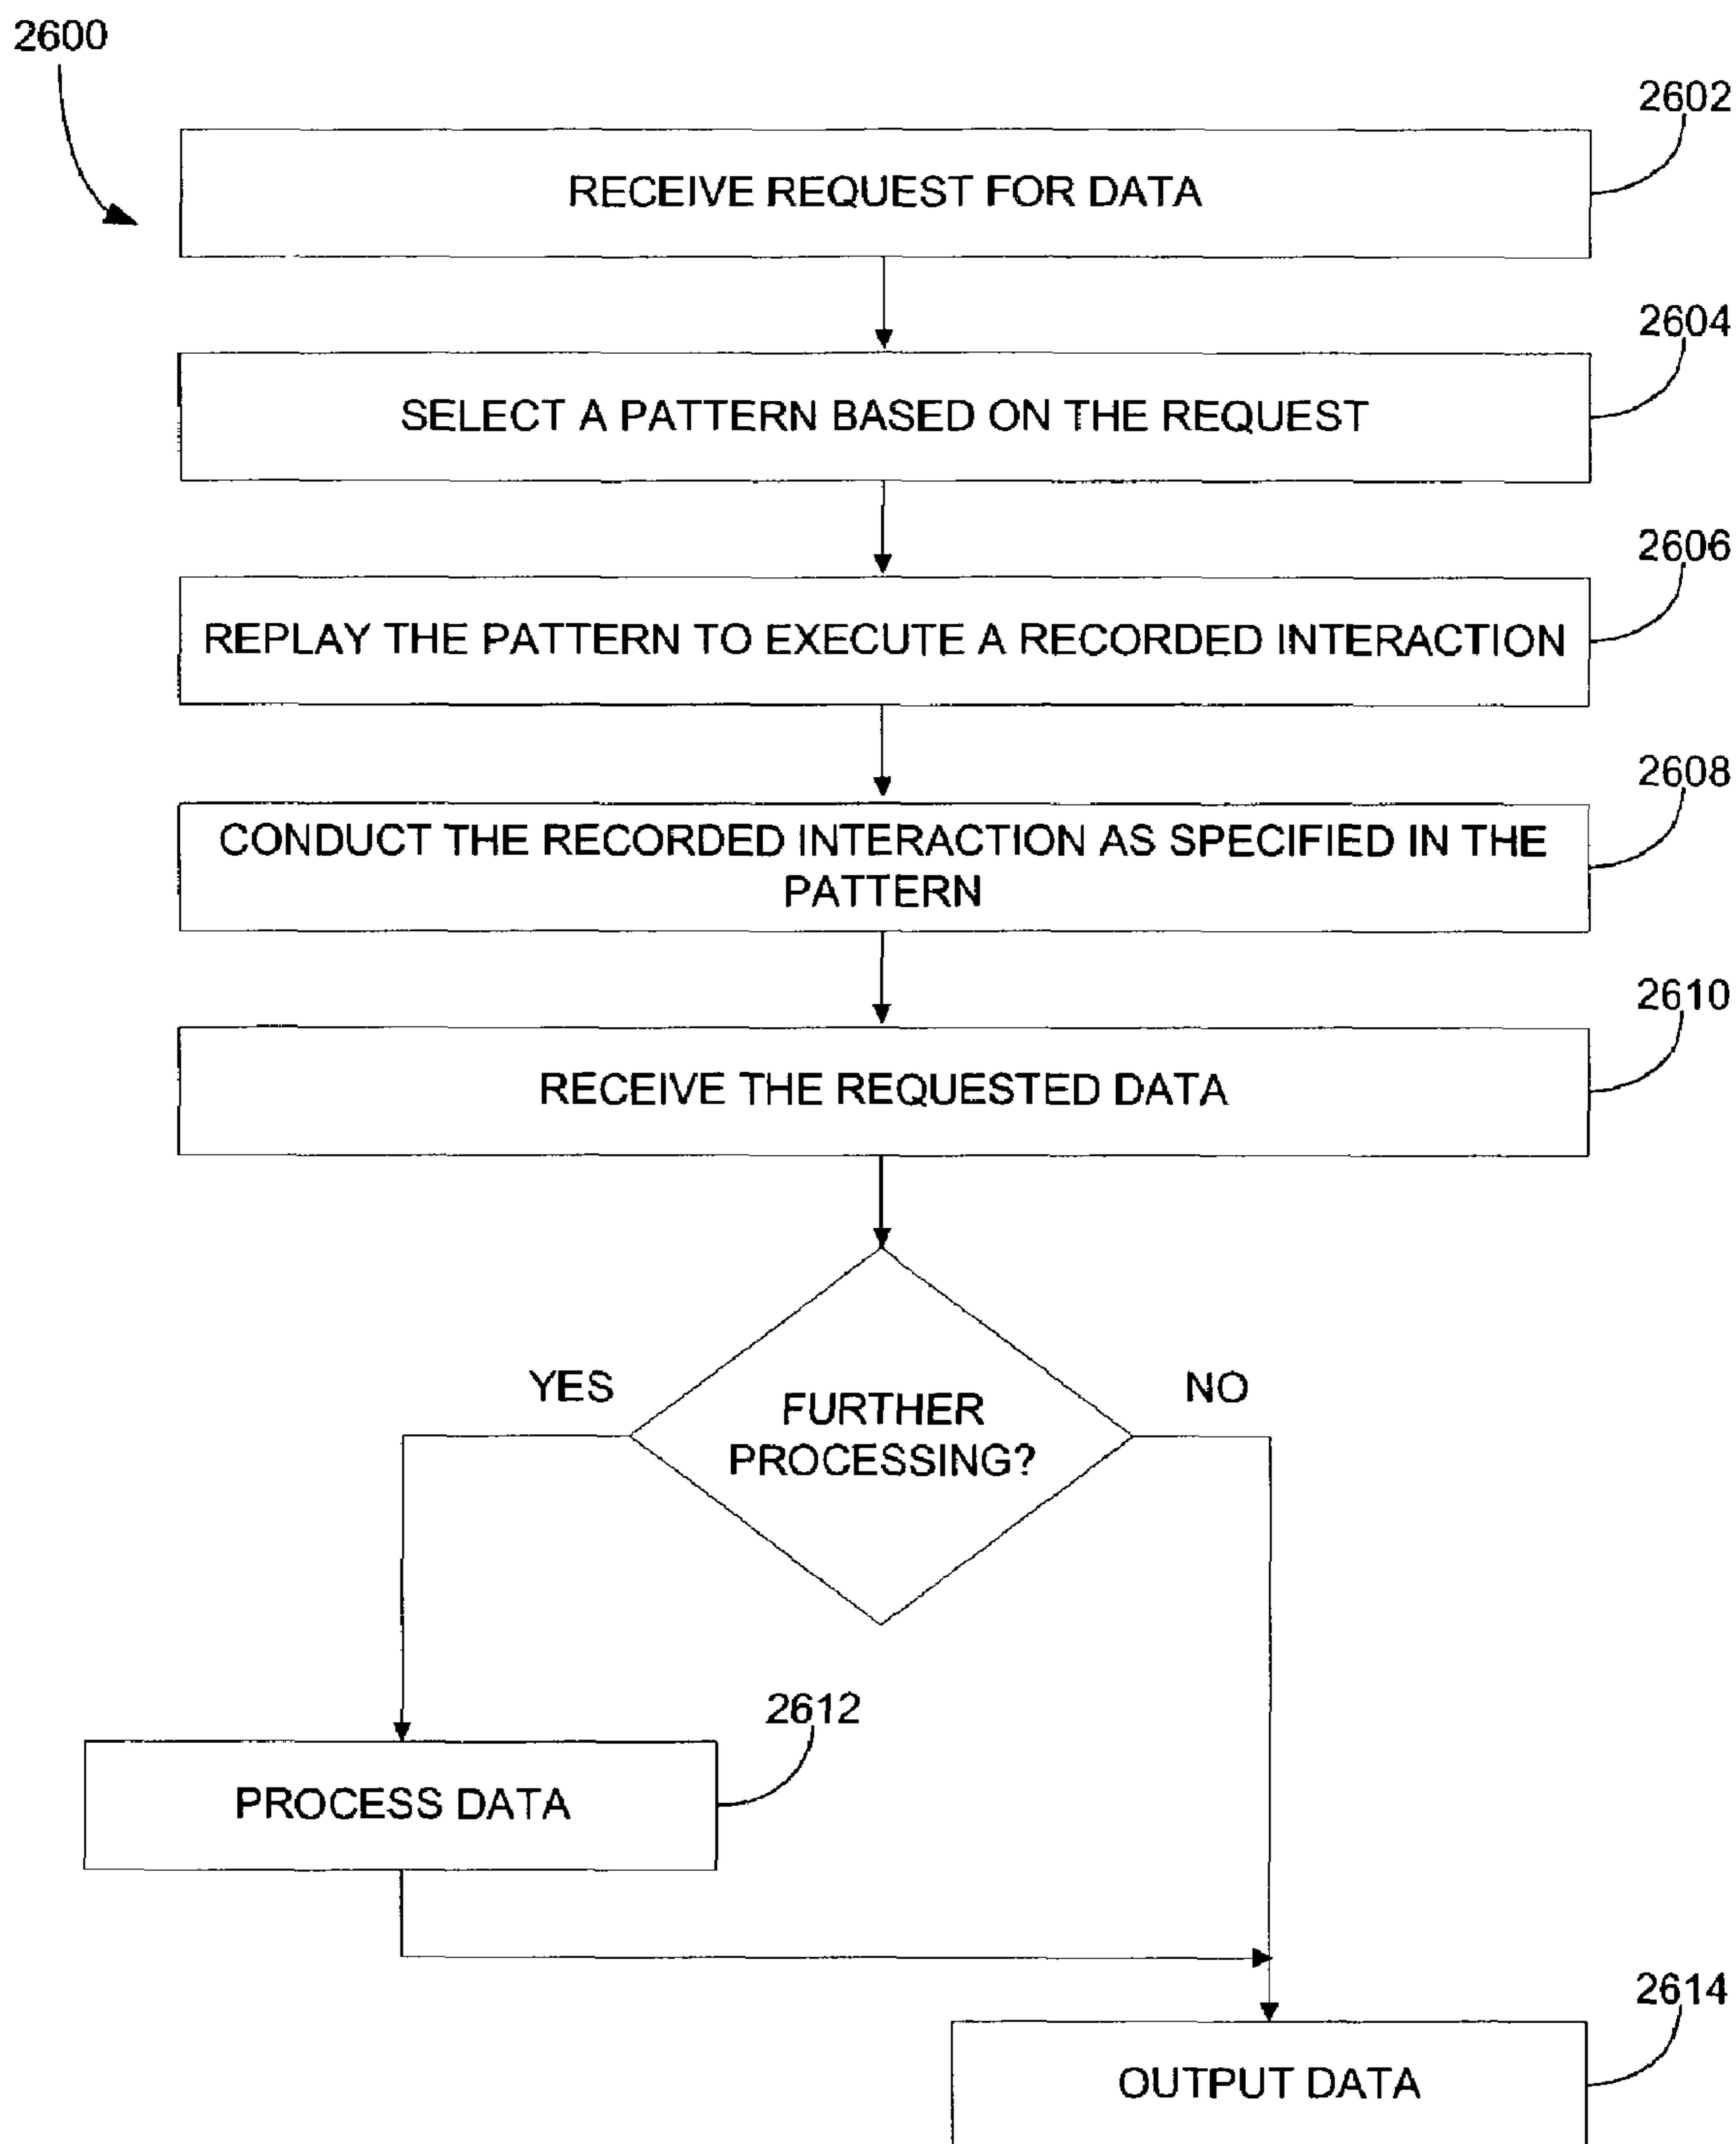 2600
2602
RECEIVE REQUEST FOR DATA
2604
SELECT A PATTERN BASED ON THE REQUEST
2606
REPLAY THE PATTERN TO EXECUTE A RECORDED INTERACTION
2608
CONDUCT THE RECORDED INTERACTION AS SPECIFIED IN THE
PATTERN
2610
RECEIVE THE REQUESTED DATA
YES
NO
FURTHER
PROCESSING?
2612
PROCESS DATA
2614
OUTPUT DATA